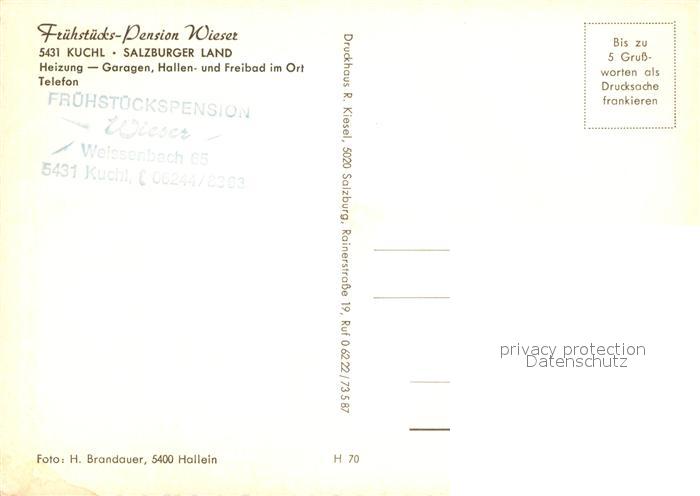 Frühstücks-Pension Wieser
5431 KUCHL · SALZBURGER LAND
Heizung — Garagen, Hallen- und Freibad im Ort
Telefon
FRÜHSTÜCKSPENSION
Wieser
Weissenbach 65
5431 Kuchl, 06244/
Druckhaus R. Kiesel, 5020 Salzburg, Rainerstraße 19, Ruf 0 62 22 / 73 5 87
Bis zu
5 Gruß-
worten als
Drucksache
frankieren
privacy protection
Datenschutz
Foto: H. Brandauer, 5400 Hallein
H 70